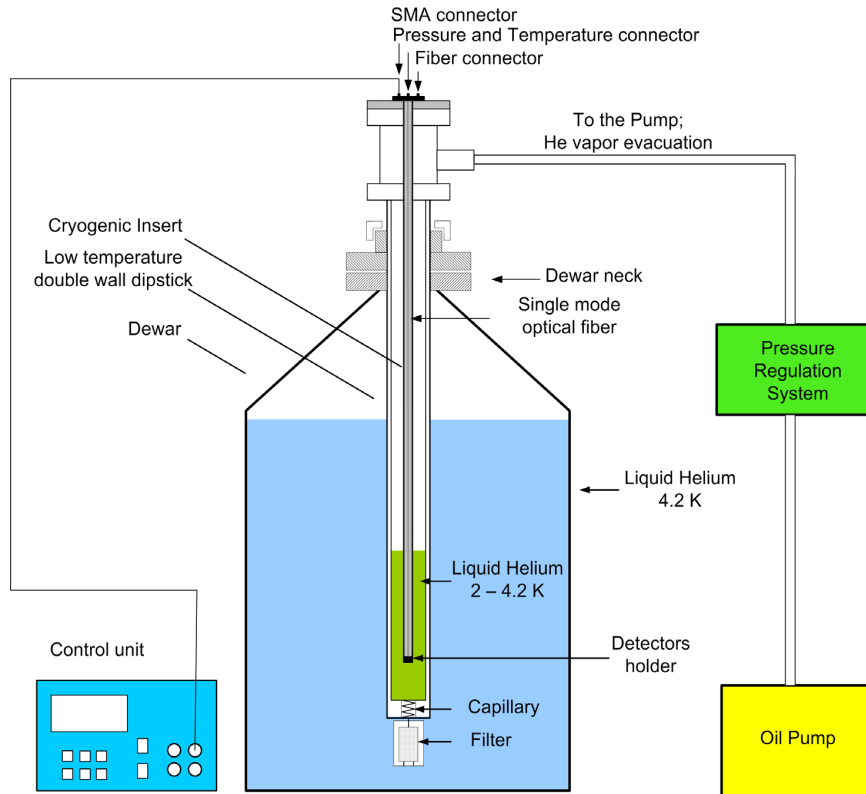 SMA connector
Pressure and Temperature connector
Fiber connector
To the Pump;
He vapor evacuation
Cryogenic Insert
Low temperature
double wall dipstick
Dewar
Dewar neck
Single mode
optical fiber
Pressure
Regulation
System
Liquid Helium
4.2 K
Liquid Helium
2 – 4.2 K
Detectors
holder
Control unit
Capillary
Filter
Oil Pump